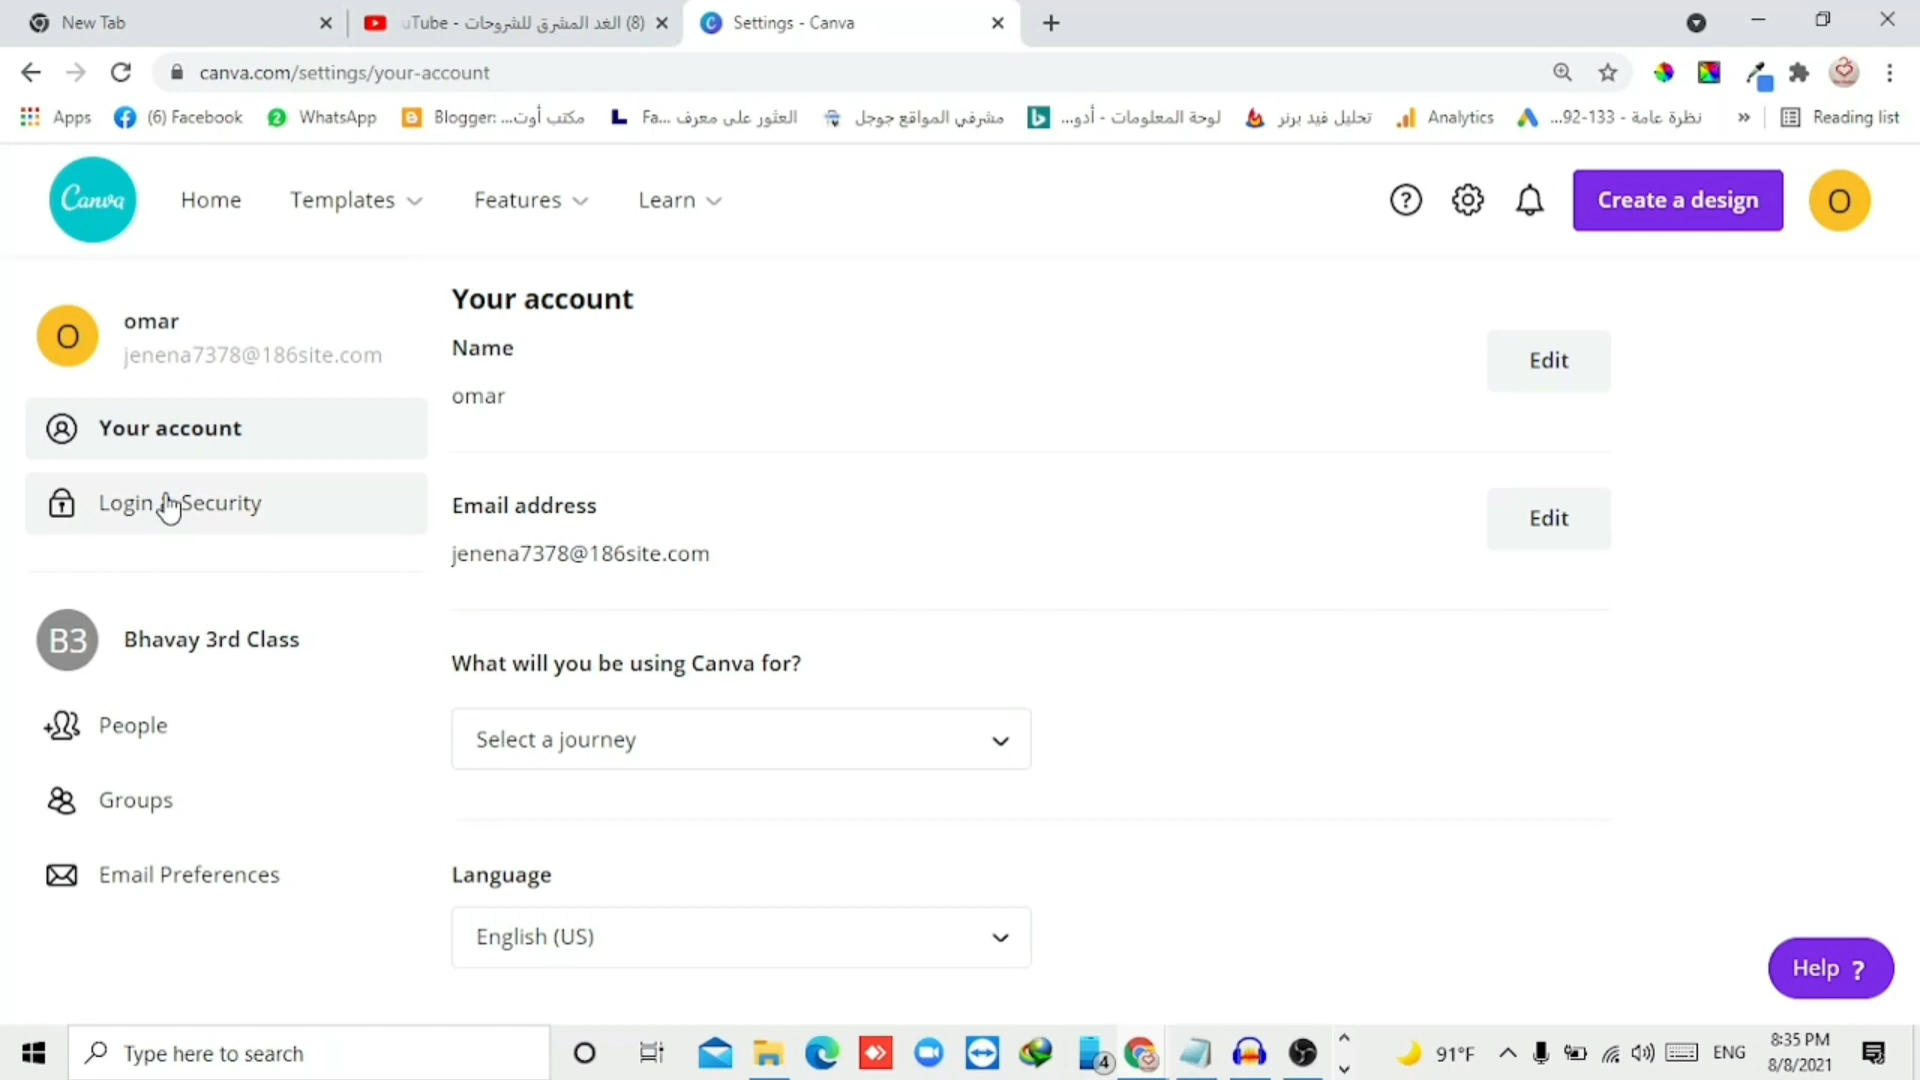 New Tab
uTube - الغد المشرق للشروحات (8)
Settings - Canva
canva.com/settings/your-account
Apps
(6) Facebook
WhatsApp
Blogger: ...مكتب أوت
Fa... العثور على معرف
مشرفي المواقع جوجل
لوحة المعلومات - أدو...
تحليل فيد برنر
Analytics
نظرة عامة - 133-92...
Reading list
Canva
Home
Templates
Features
Learn
Create a design
O
O
omar
jenena7378@186site.com
Your account
Login & Security
B3
Bhavay 3rd Class
People
Groups
Email Preferences
Your account
Name
omar
Edit
Email address
jenena7378@186site.com
Edit
What will you be using Canva for?
Select a journey
Language
English (US)
Help ?
Type here to search
4
91°F
ENG
8:35 PM
8/8/2021